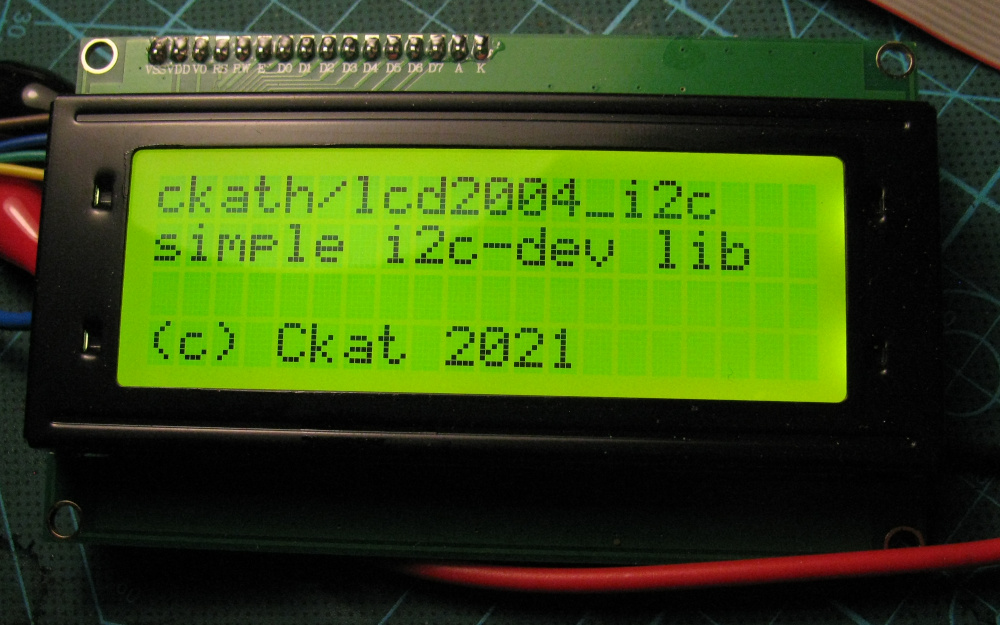 VSS VDD VO RS RW E D0 D1 D2 D3 D4 D5 D6 D7 A K
ckath/lcd2004_i2c
simple i2c-dev lib
(c) Ckat 2021